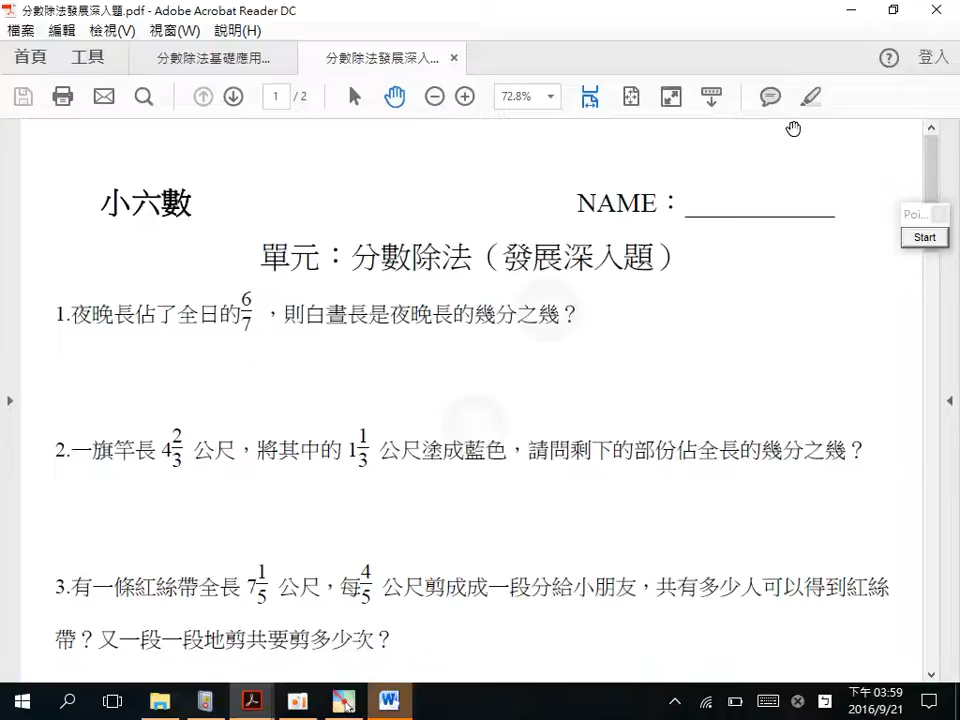 分數除法發展深入題.pdf - Adobe Acrobat Reader DC
檔案 編輯 檢視(V) 視窗(W) 說明(H)
首頁 工具 分數除法基礎應用... 分數除法發展深入... × ? 登入
1 / 2 72.8%
小六數 NAME：__________
Poi...
Start
單元：分數除法（發展深入題）
1.夜晚長佔了全日的6/7 ，則白晝長是夜晚長的幾分之幾？
2.一旗竿長 4 2/3 公尺，將其中的 1 1/3 公尺塗成藍色，請問剩下的部份佔全長的幾分之幾？
3.有一條紅絲帶全長 7 1/5 公尺，每4/5 公尺剪成成一段分給小朋友，共有多少人可以得到紅絲
帶？又一段一段地剪共要剪多少次？
下午 03:59
2016/9/21